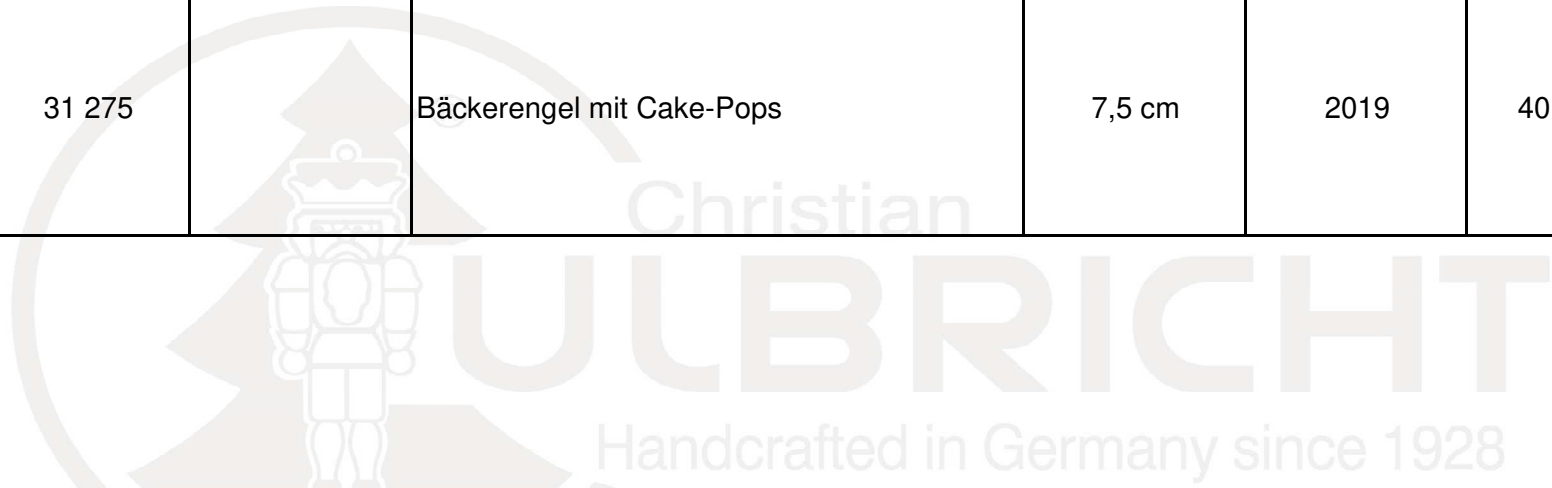 31 275 Bäckerengel mit Cake-Pops 7,5 cm 2019 40
Christian
ULBRICHT
Handcrafted in Germany since 1928